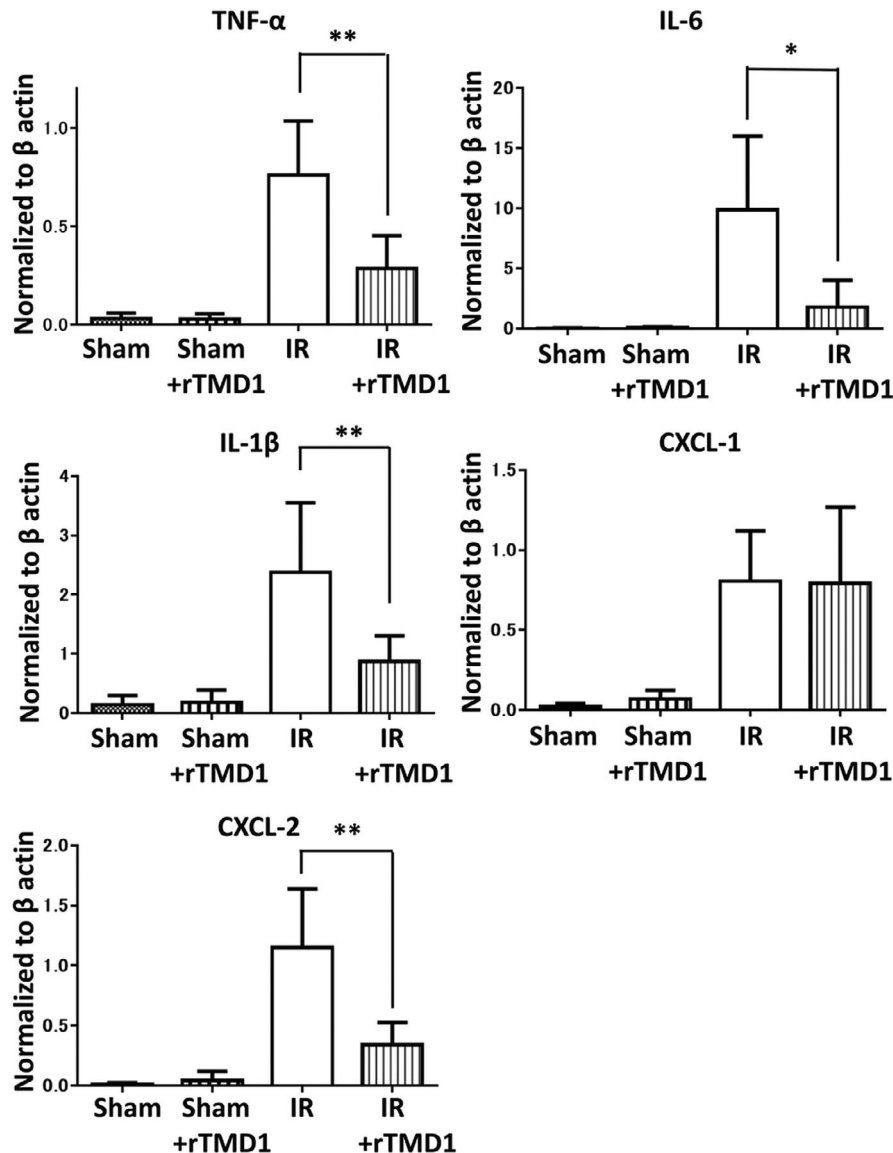 TNF-α
**
Normalized to β actin
1.0
0.5
0.0
Sham
Sham
+rTMD1
IR
IR
+rTMD1
IL-6
*
Normalized to β actin
20
15
10
5
0
Sham
Sham
+rTMD1
IR
IR
+rTMD1
IL-1β
**
Normalized to β actin
4
3
2
1
0
Sham
Sham
+rTMD1
IR
IR
+rTMD1
CXCL-1
Normalized to β actin
1.5
1.0
0.5
0.0
Sham
Sham
+rTMD1
IR
IR
+rTMD1
CXCL-2
**
Normalized to β actin
2.0
1.5
1.0
0.5
0.0
Sham
Sham
+rTMD1
IR
IR
+rTMD1